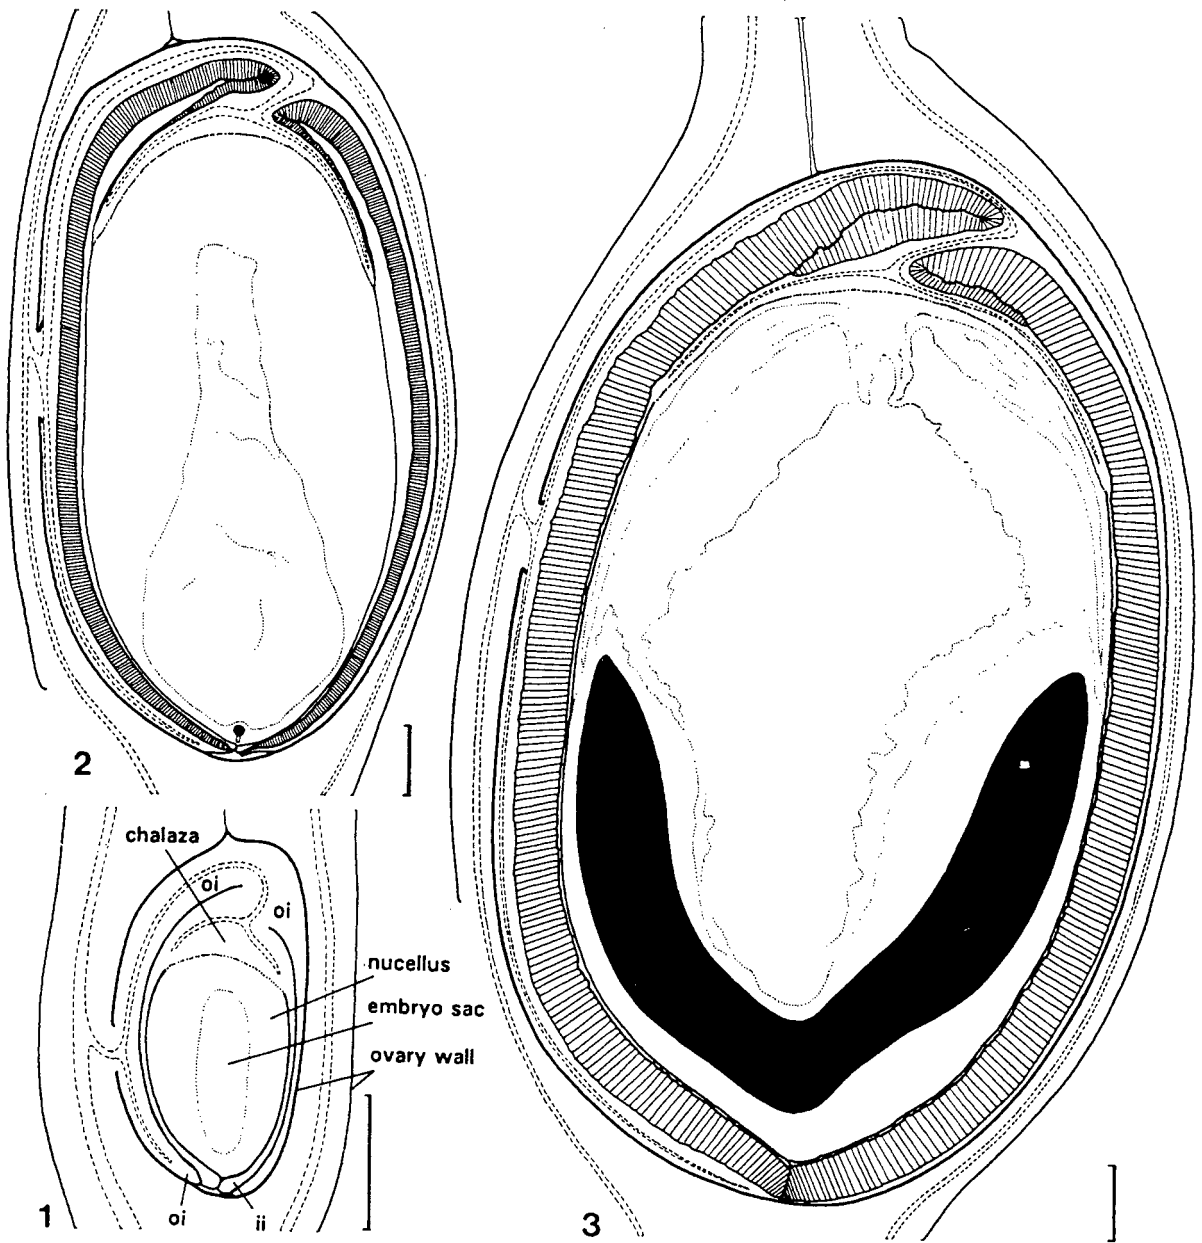 2
chalaza
oi
oi
nucellus
embryo sac
ovary wall
oi
ii
1
3